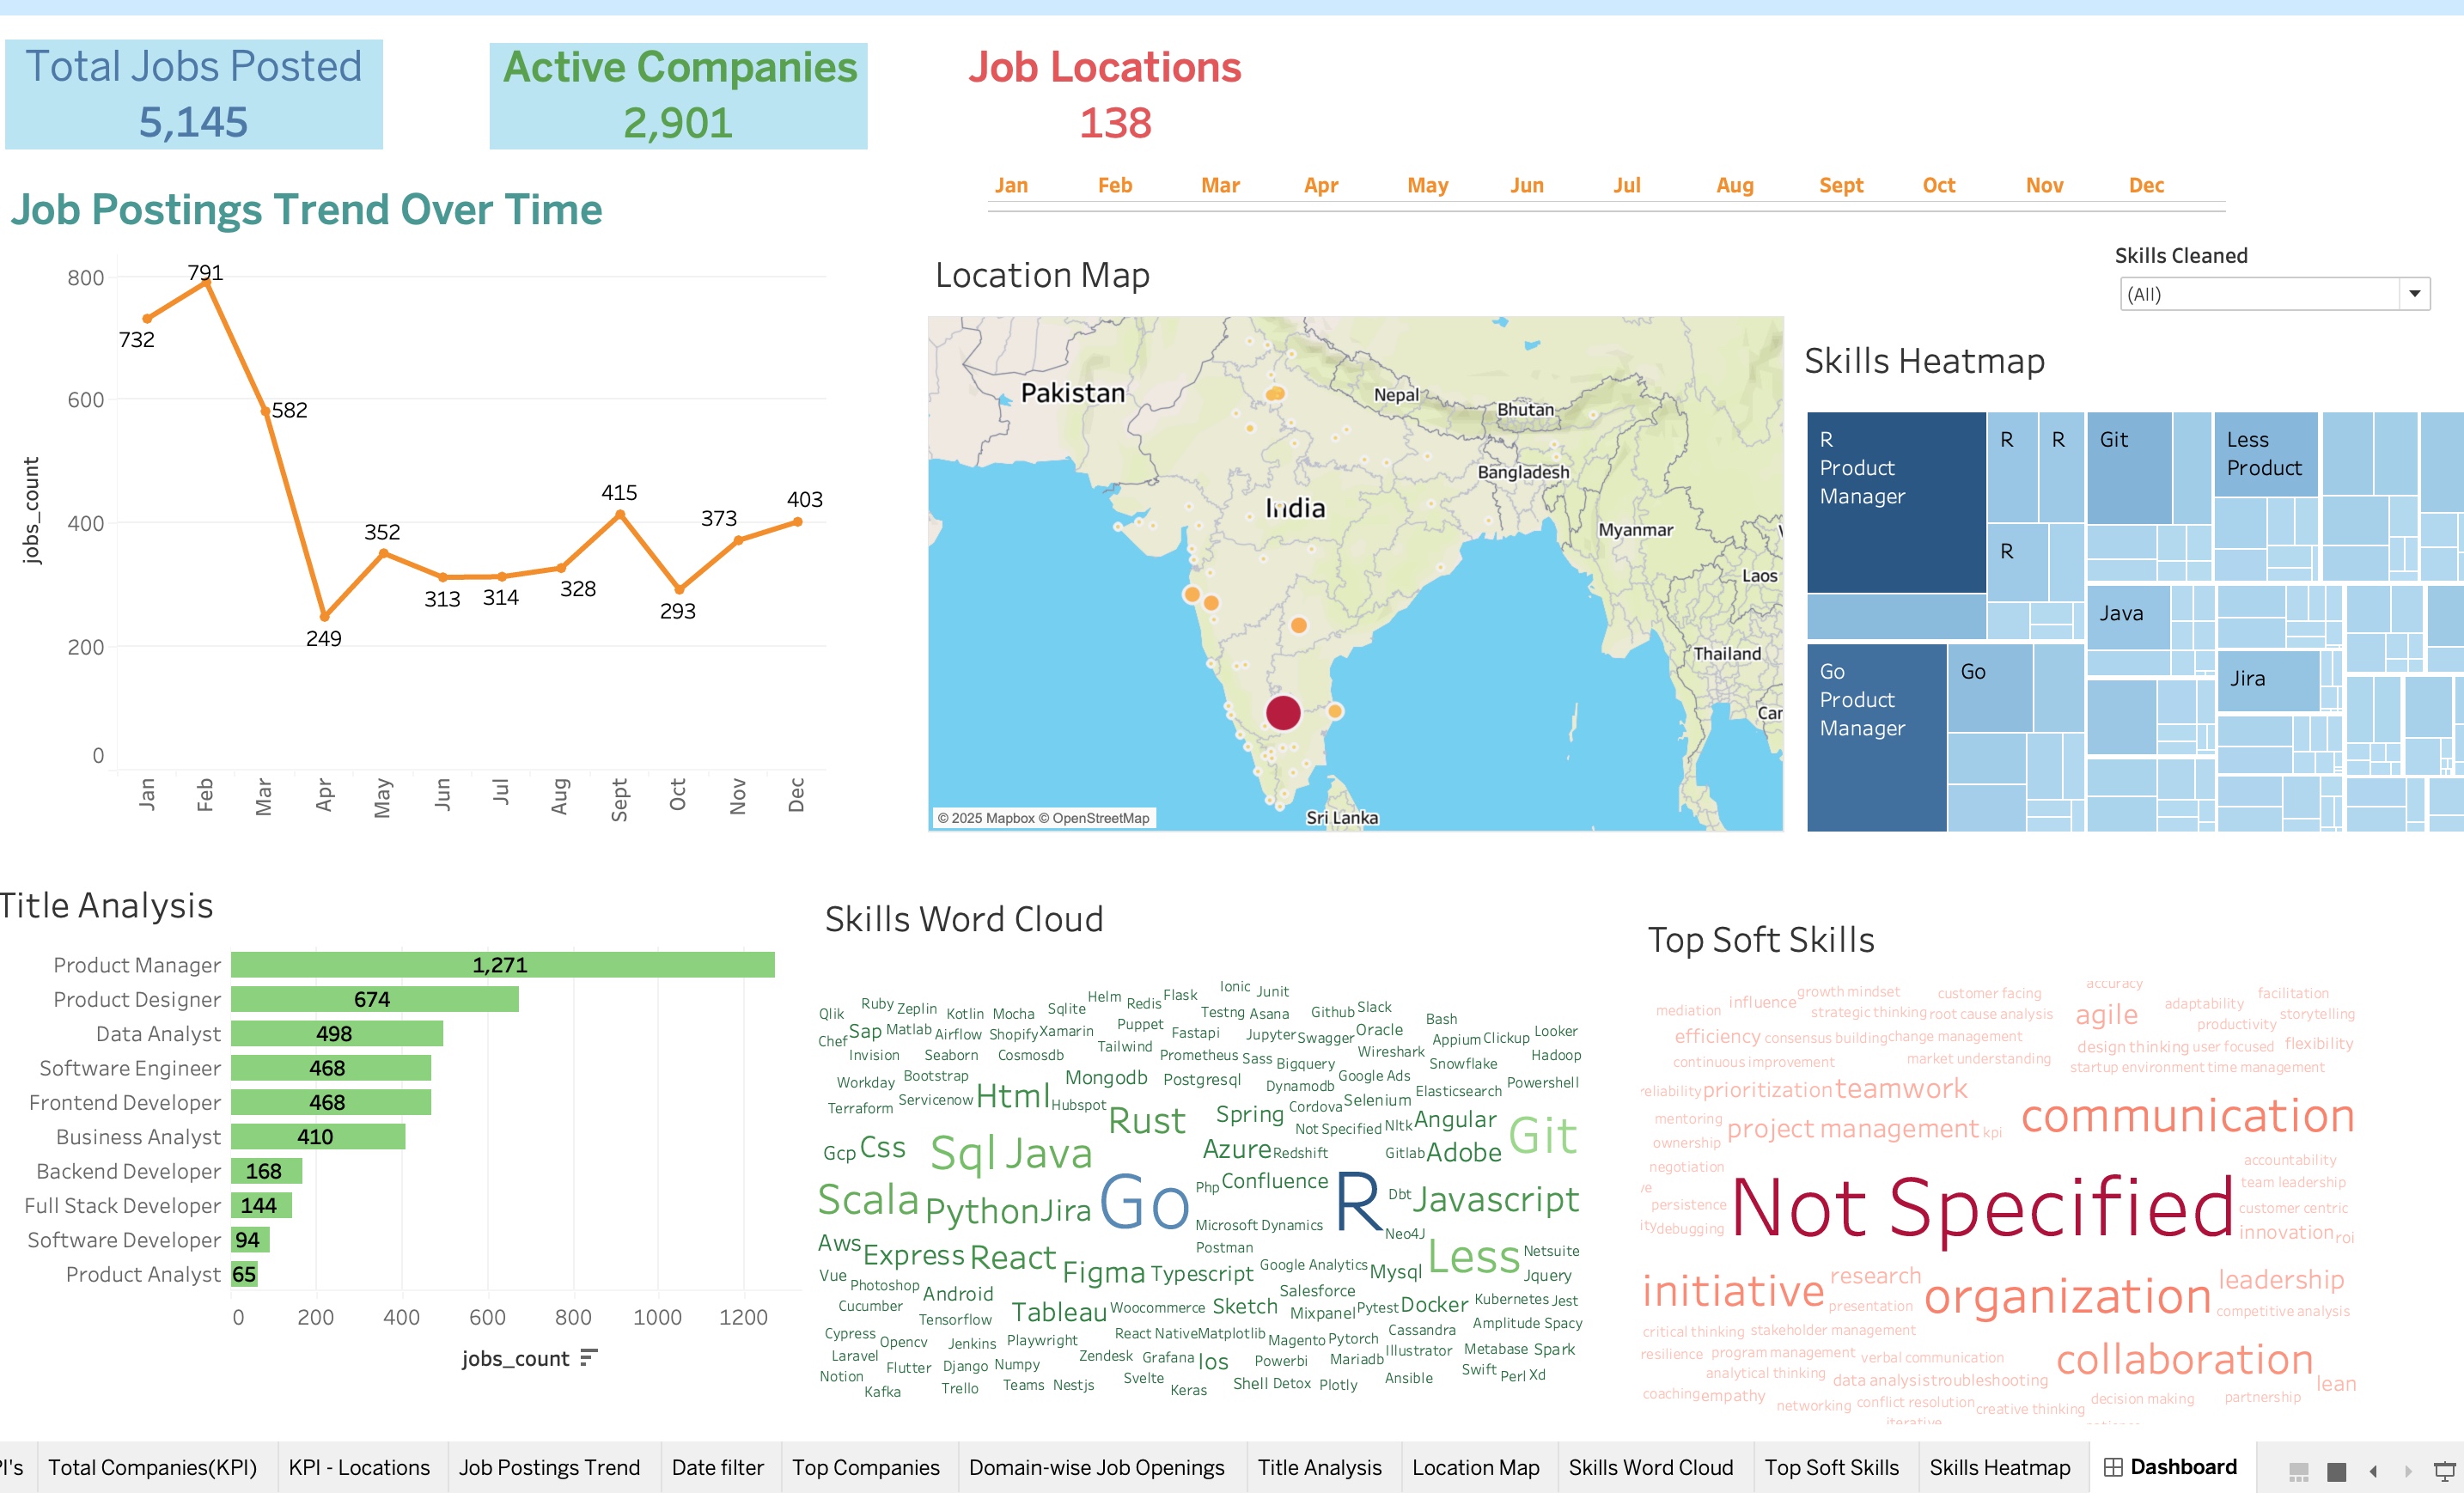 Total Jobs Posted
5,145
Active Companies
2,901
Job Locations
138
Jan Feb Mar Apr May Jun Jul Aug Sept Oct Nov Dec
Job Postings Trend Over Time
jobs_count
800
600
400
200
0
732
791
582
249
352
313
314
328
415
293
373
403
Jan Feb Mar Apr May Jun Jul Aug Sept Oct Nov Dec
Location Map
Pakistan
Nepal
Bhutan
Bangladesh
India
Myanmar
Laos
Thailand
Sri Lanka
© 2025 Mapbox © OpenStreetMap
Skills Cleaned
(All)
Skills Heatmap
R
Product
Manager
R
R
R
Git
Less
Product
Java
Go
Product
Manager
Go
Jira
Title Analysis
Product Manager 1,271
Product Designer 674
Data Analyst 498
Software Engineer 468
Frontend Developer 468
Business Analyst 410
Backend Developer 168
Full Stack Developer 144
Software Developer 94
Product Analyst 65
0 200 400 600 800 1000 1200
jobs_count
Skills Word Cloud
Ionic Junit
Helm Redis Flask
Qlik Ruby Zeplin Kotlin Mocha Sqlite Testng Asana Github Slack
Chef Sap Matlab Airflow Shopify Xamarin Puppet Fastapi Jupyter Swagger Oracle Bash Appium Clickup Looker
Invision Seaborn Cosmosdb Tailwind Prometheus Sass Bigquery Wireshark Snowflake Hadoop
Workday Bootstrap Mongodb Postgresql Dynamodb Google Ads Elasticsearch Powershell
Terraform Servicenow Html Hubspot Rust Spring Cordova Selenium Angular
Not Specified Nltk Git
Gcp Css Sql Java Azure Redshift Gitlab Adobe
Scala Python Jira Go Php Confluence R Dbt Javascript
Microsoft Dynamics Neo4J
Aws Express React Postman Less Netsuite
Vue Photoshop Figma Typescript Google Analytics Mysql Jquery
Cucumber Android Salesforce
Tensorflow Tableau Woocommerce Sketch Mixpanel Pytest Docker Kubernetes Jest
Cypress Opencv Jenkins Playwright React Native Matplotlib Magento Pytorch Cassandra Amplitude Spacy
Laravel Flutter Django Numpy Zendesk Grafana Ios Powerbi Mariadb Illustrator Metabase Spark
Notion Kafka Trello Teams Nestjs Svelte Keras Shell Detox Plotly Ansible Swift Perl Xd
Top Soft Skills
accuracy
mediation influence growth mindset customer facing agile adaptability facilitation
strategic thinking root cause analysis productivity storytelling
efficiency consensus building change management design thinking user focused flexibility
continuous improvement market understanding startup environment time management
reliability prioritization teamwork
mentoring project management kpi communication
ownership
negotiation accountability
team leadership
persistence Not Specified customer centric
debugging innovation roi
initiative research organization leadership
presentation competitive analysis
critical thinking stakeholder management
resilience program management verbal communication collaboration
analytical thinking data analysis troubleshooting lean
coaching empathy networking conflict resolution creative thinking decision making partnership
iterative
Total Companies(KPI) KPI - Locations Job Postings Trend Date filter Top Companies Domain-wise Job Openings Title Analysis Location Map Skills Word Cloud Top Soft Skills Skills Heatmap Dashboard